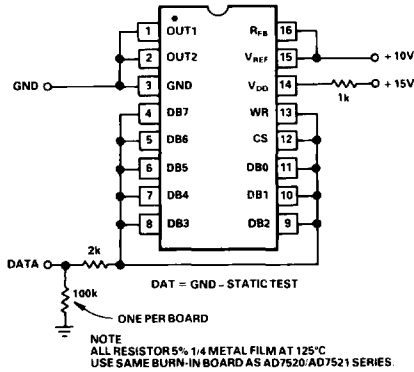 1 OUT1 RFB 16
2 OUT2 VREF 15 + 10V
GND 3 GND VDD 14 + 15V
1k
4 DB7 WR 13
5 DB6 CS 12
6 DB5 DB0 11
7 DB4 DB1 10
8 DB3 DB2 9
DATA 2k
DAT = GND – STATIC TEST
100k
ONE PER BOARD
NOTE
ALL RESISTOR 5% 1/4 METAL FILM AT 125°C
USE SAME BURN-IN BOARD AS AD7520/AD7521 SERIES.